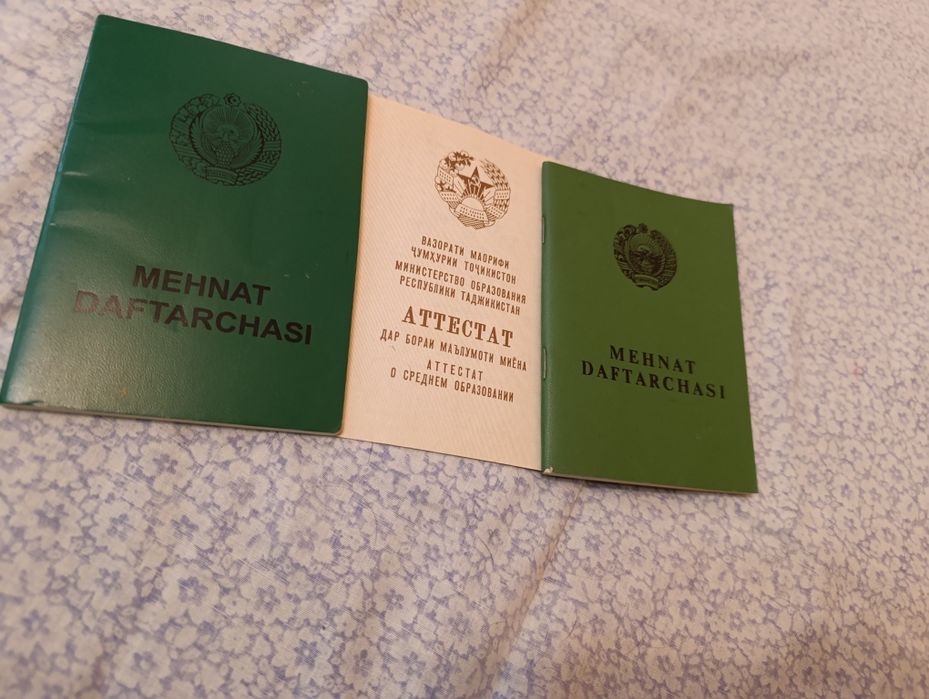 MEHNAT
DAFTARCHASI
ВАЗОРАТИ МАОРИФИ
ҶУМҲУРИИ ТОҶИКИСТОН
МИНИСТЕРСТВО ОБРАЗОВАНИЯ
РЕСПУБЛИКИ ТАДЖИКИСТАН
АТТЕСТАТ
ДАР БОРАИ МАЪЛУМОТИ МИЁНА
АТТЕСТАТ
О СРЕДНЕМ ОБРАЗОВАНИИ
MEHNAT
DAFTARCHASI